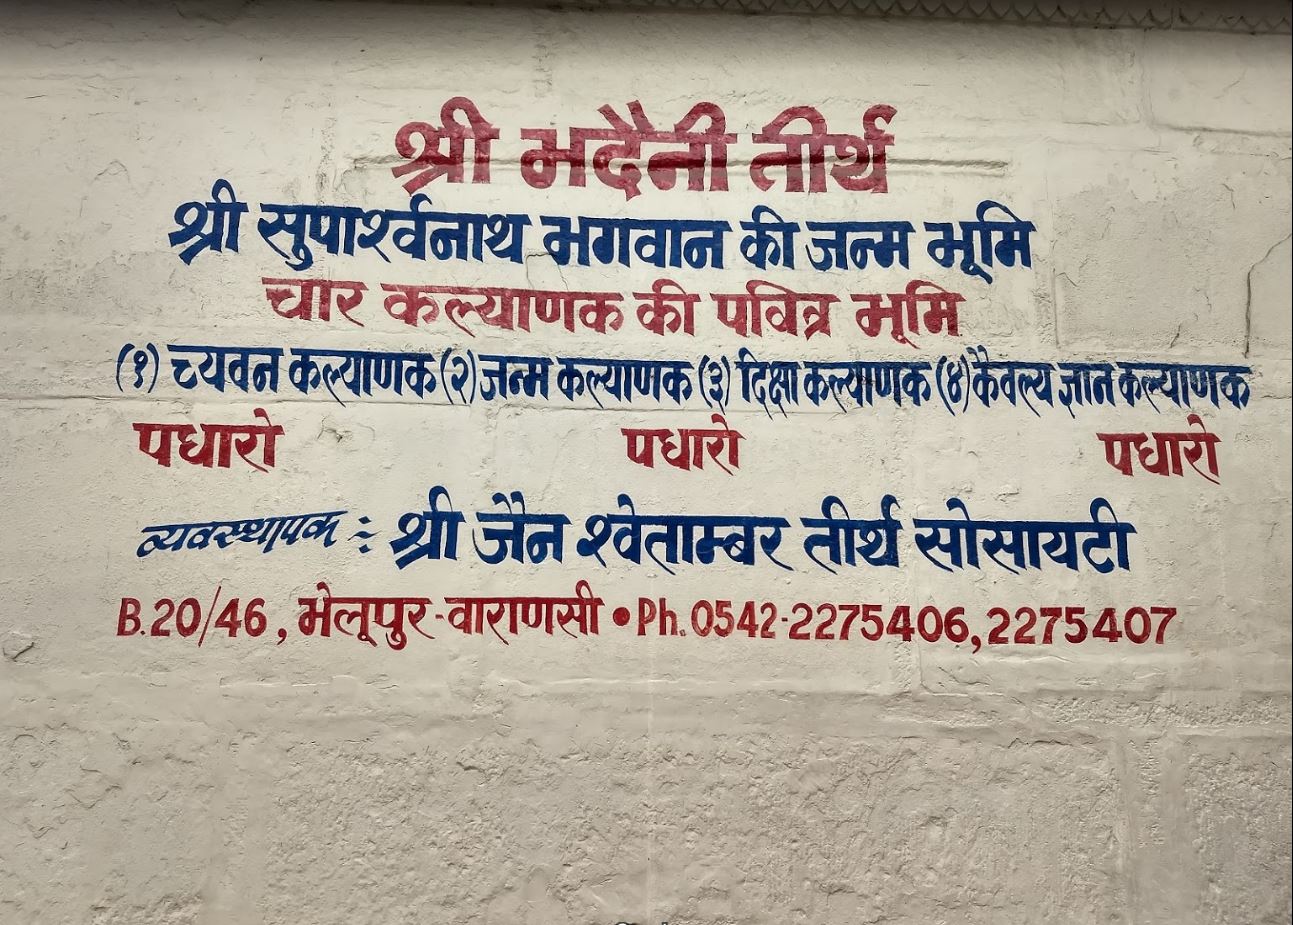 श्री भदैनी तीर्थ
श्री सुपार्श्वनाथ भगवान की जन्म भूमि
चार कल्याणक की पवित्र भूमि
(१) च्यवन कल्याणक (२) जन्म कल्याणक (३) दिक्षा कल्याणक (४) कैवल्य ज्ञान कल्याणक
पधारो पधारो पधारो
व्यवस्थापक :- श्री जैन श्वेताम्बर तीर्थ सोसायटी
B.20/46, भेलूपुर-वाराणसी • Ph. 0542-2275406, 2275407